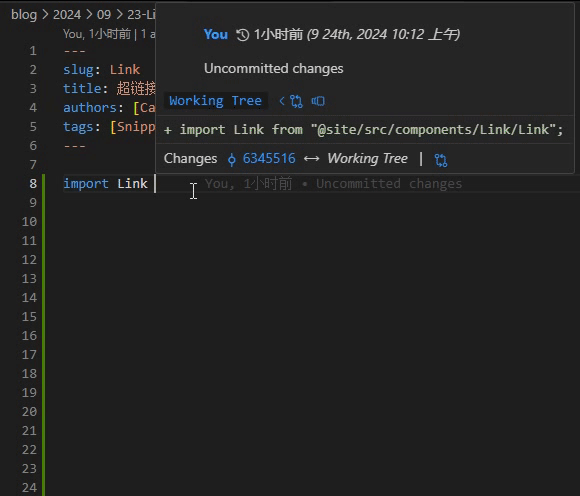 blog > 2024 > 09 > 23-Li
You, 1小时前 | 1 a
1 ---
2 slug: Link
3 title: 超链接
4 authors: [Ca
5 tags: [Snipp
6 ---
7
8 import Link You, 1小时前 • Uncommitted changes
9
10
11
12
13
14
15
16
17
18
19
20
21
22
23
24
You 1小时前 (9 24th, 2024 10:12 上午)
Uncommitted changes
Working Tree
+ import Link from "@site/src/components/Link/Link";
Changes 6345516 ↔ Working Tree |